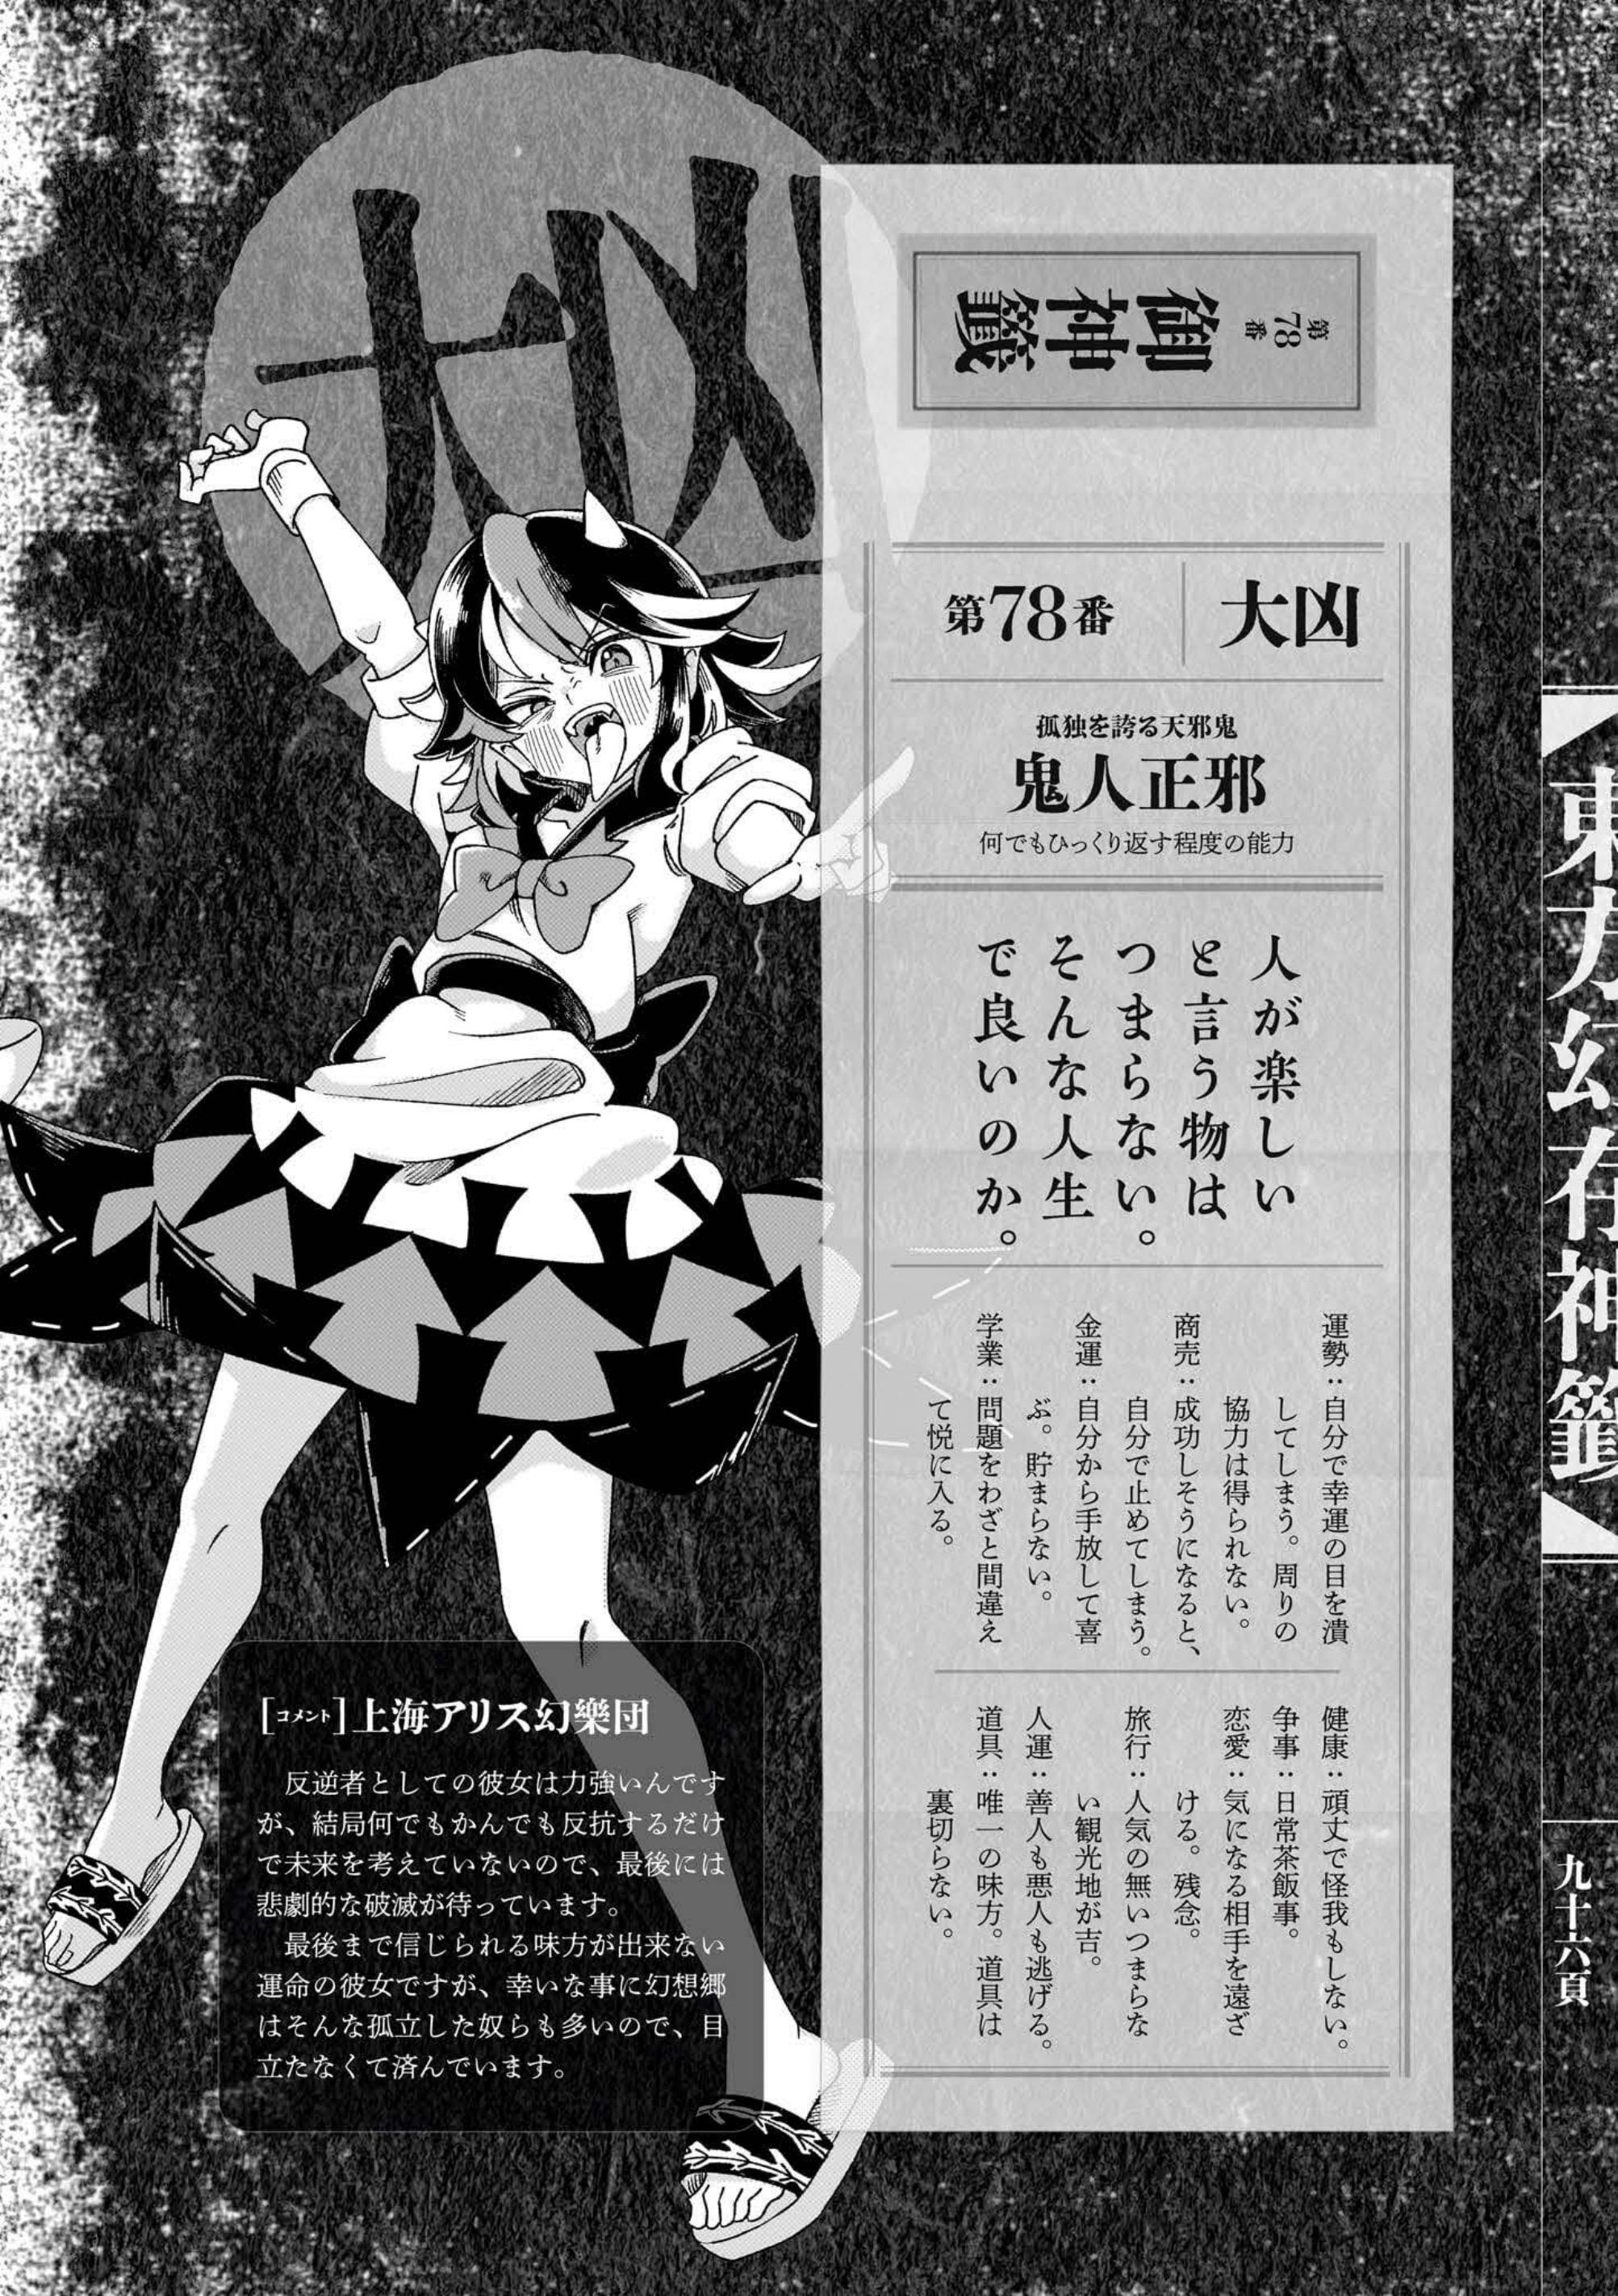 大凶
御神籤
第78番
第78番
大凶
孤独を誇る天邪鬼
鬼人正邪
何でもひっくり返す程度の能力
人が楽しい
と言う物は
つまらない。
そんな人生
で良いのか。
運勢：自分で幸運の目を潰
してしまう。周りの
協力は得られない。
商売：成功しそうになると、
自分で止めてしまう。
金運：自分から手放して喜
ぶ。貯まらない。
学業：問題をわざと間違え
て悦に入る。
健康：頑丈で怪我もしない。
争事：日常茶飯事。
恋愛：気になる相手を遠ざ
ける。残念。
旅行：人気の無いつまらな
い観光地が吉。
人運：善人も悪人も逃げる。
道具：唯一の味方。道具は
裏切らない。
［コメント］上海アリス幻樂団
反逆者としての彼女は力強いんです
が、結局何でもかんでも反抗するだけ
で未来を考えていないので、最後には
悲劇的な破滅が待っています。
最後まで信じられる味方が出来ない
運命の彼女ですが、幸いな事に幻想郷
はそんな孤立した奴らも多いので、目
立たなくて済んでいます。
東方幻存神籤
九十六頁